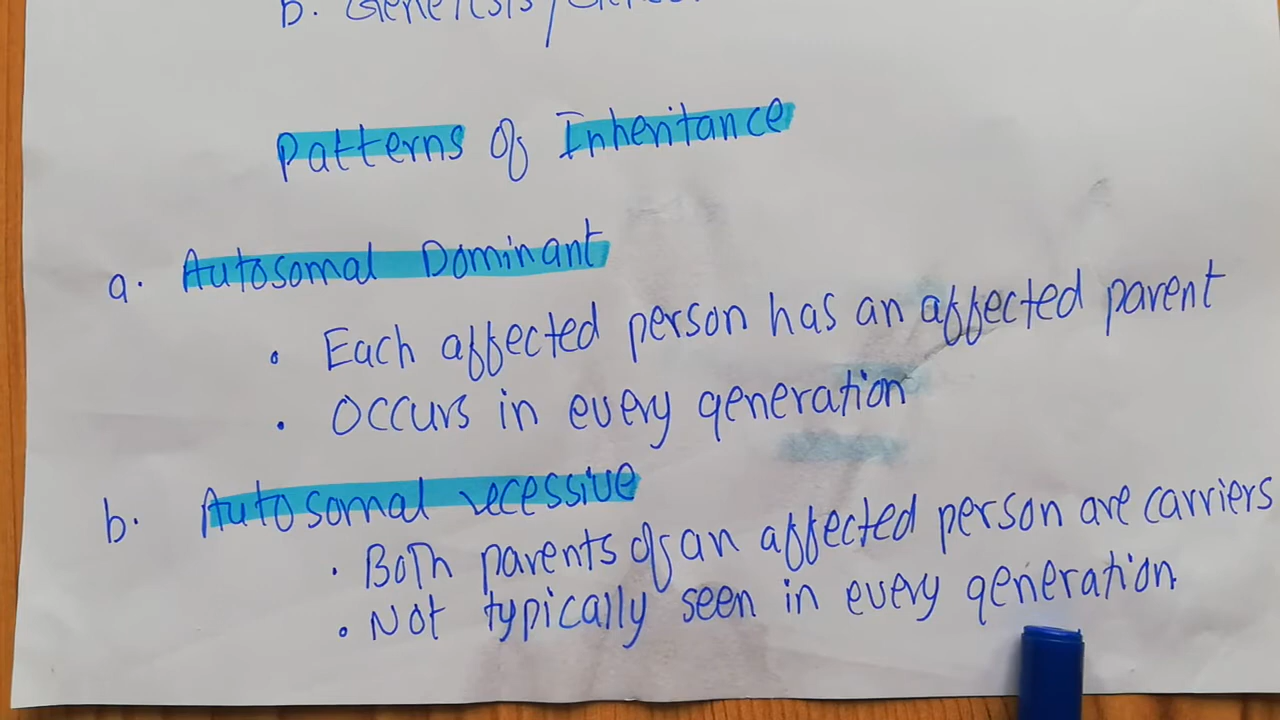 b.
Patterns of Inheritance
a. Autosomal Dominant
• Each affected person has an affected parent
• Occurs in every generation
b. Autosomal recessive
• Both parents of an affected person are carriers
• Not typically seen in every generation.